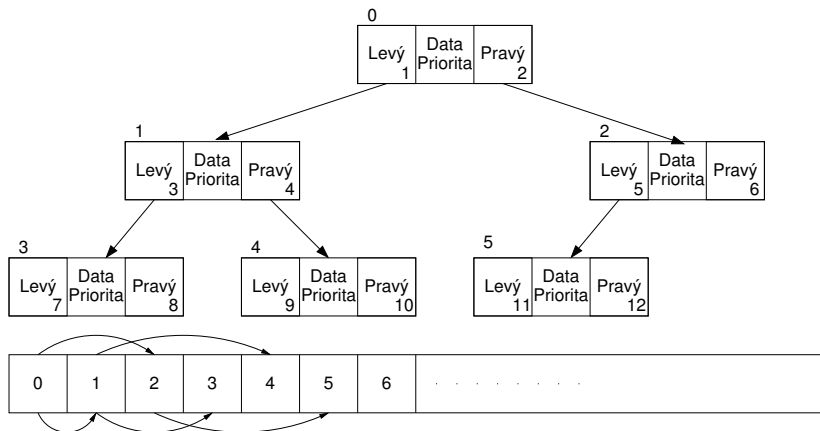 0
Levý 1 Data Priorita Pravý 2
1
Levý 3 Data Priorita Pravý 4
2
Levý 5 Data Priorita Pravý 6
3
Levý 7 Data Priorita Pravý 8
4
Levý 9 Data Priorita Pravý 10
5
Levý 11 Data Priorita Pravý 12
0 1 2 3 4 5 6 . . . . . . . .